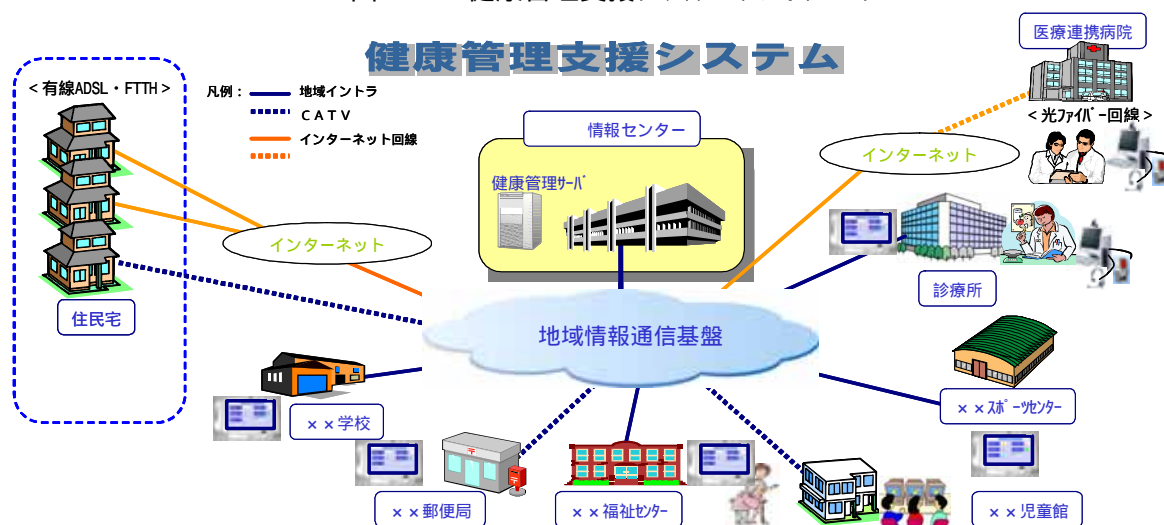 健康管理支援システム
医療連携病院
＜有線ADSL・FTTH＞
凡例：
地域イントラ
ＣＡＴＶ
インターネット回線
情報センター
＜光ファイバー回線＞
インターネット
健康管理サーバ
インターネット
診療所
住民宅
地域情報通信基盤
××学校
××スポーツセンター
××郵便局
××福祉センター
××児童館